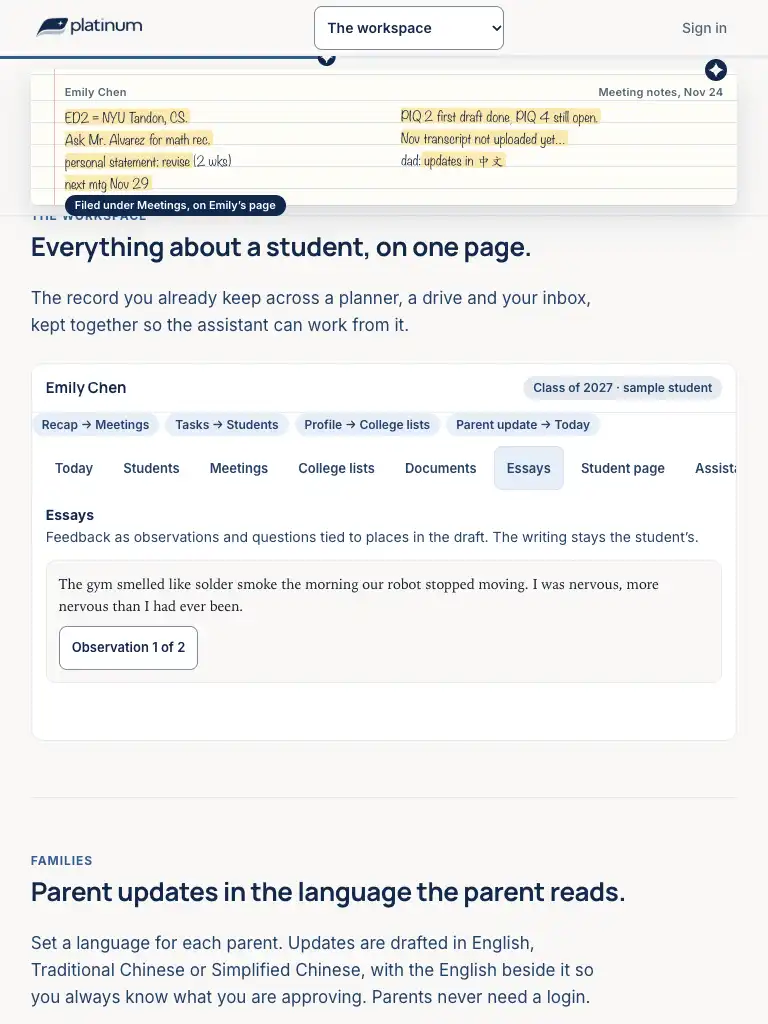 platinum
The workspace
Sign in
Emily Chen
Meeting notes, Nov 24
ED2 = NYU Tandon, CS.
Ask Mr. Alvarez for math rec.
personal statement: revise (2 wks)
next mtg Nov 29
PIQ 2 first draft done, PIQ 4 still open.
Nov transcript not uploaded yet...
dad: updates in 中文
Filed under Meetings, on Emily's page
THE WORKSPACE
Everything about a student, on one page.
The record you already keep across a planner, a drive and your inbox,
kept together so the assistant can work from it.
Emily Chen
Class of 2027 · sample student
Recap → Meetings
Tasks → Students
Profile → College lists
Parent update → Today
Today
Students
Meetings
College lists
Documents
Essays
Student page
Assista
Essays
Feedback as observations and questions tied to places in the draft. The writing stays the student's.
The gym smelled like solder smoke the morning our robot stopped moving. I was nervous, more
nervous than I had ever been.
Observation 1 of 2
FAMILIES
Parent updates in the language the parent reads.
Set a language for each parent. Updates are drafted in English,
Traditional Chinese or Simplified Chinese, with the English beside it so
you always know what you are approving. Parents never need a login.